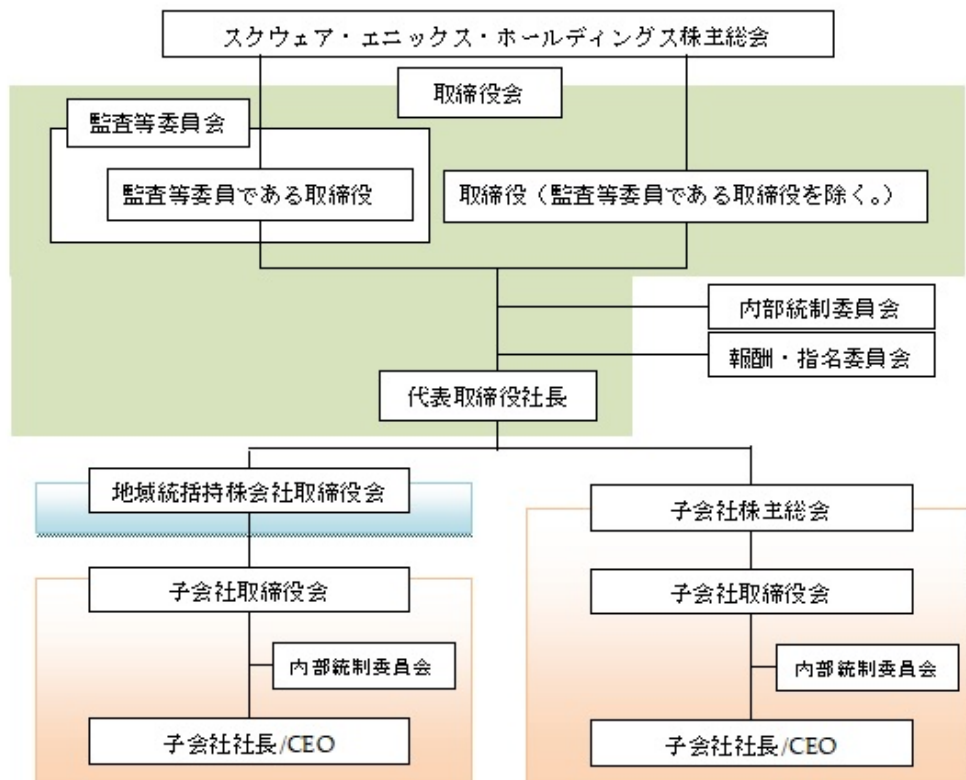 スクウェア・エニックス・ホールディングス株主総会
取締役会
監査等委員会
監査等委員である取締役
取締役（監査等委員である取締役を除く。）
内部統制委員会
報酬・指名委員会
代表取締役社長
地域統括持株会社取締役会
子会社株主総会
子会社取締役会
子会社取締役会
内部統制委員会
内部統制委員会
子会社社長/CEO
子会社社長/CEO